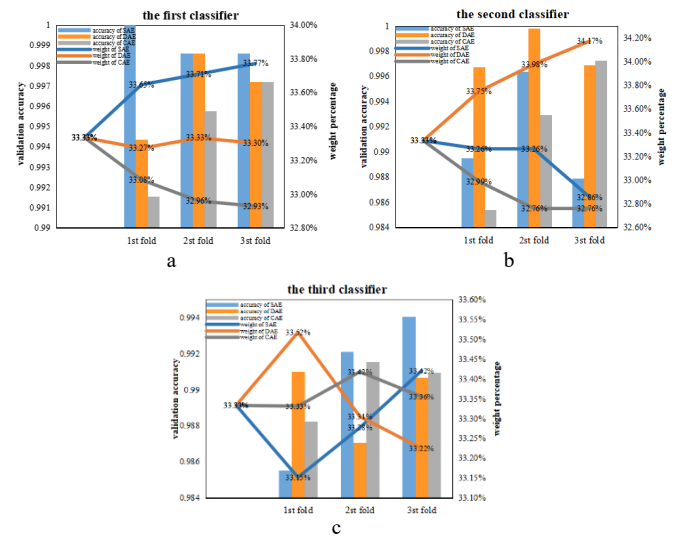 the first classifier
accuracy of SAE
accuracy of DAE
accuracy of CAE
weight of SAE
weight of DAE
weight of CAE
validation accuracy
1
0.999
0.998
0.997
0.996
0.995
0.994
0.993
0.992
0.991
0.99
34.00%
33.80%
33.60%
33.40%
33.20%
33.00%
32.80%
weight percentage
33.33%
33.65%
33.71%
33.77%
33.27%
33.33%
33.30%
33.08%
32.96%
32.93%
1st fold
2st fold
3st fold
a
the second classifier
accuracy of SAE
accuracy of DAE
accuracy of CAE
weight of SAE
weight of DAE
weight of CAE
validation accuracy
1
0.998
0.996
0.994
0.992
0.99
0.988
0.986
0.984
34.20%
34.00%
33.80%
33.60%
33.40%
33.20%
33.00%
32.80%
32.60%
weight percentage
33.33%
33.75%
33.98%
34.17%
33.26%
33.26%
32.86%
32.99%
32.76%
32.76%
1st fold
2st fold
3st fold
b
the third classifier
accuracy of SAE
accuracy of DAE
accuracy of CAE
weight of SAE
weight of DAE
weight of CAE
validation accuracy
0.994
0.992
0.99
0.988
0.986
0.984
33.60%
33.55%
33.50%
33.45%
33.40%
33.35%
33.30%
33.25%
33.20%
33.15%
33.10%
weight percentage
33.33%
33.52%
33.33%
33.15%
33.42%
33.31%
33.28%
33.42%
33.36%
33.22%
1st fold
2st fold
3st fold
c